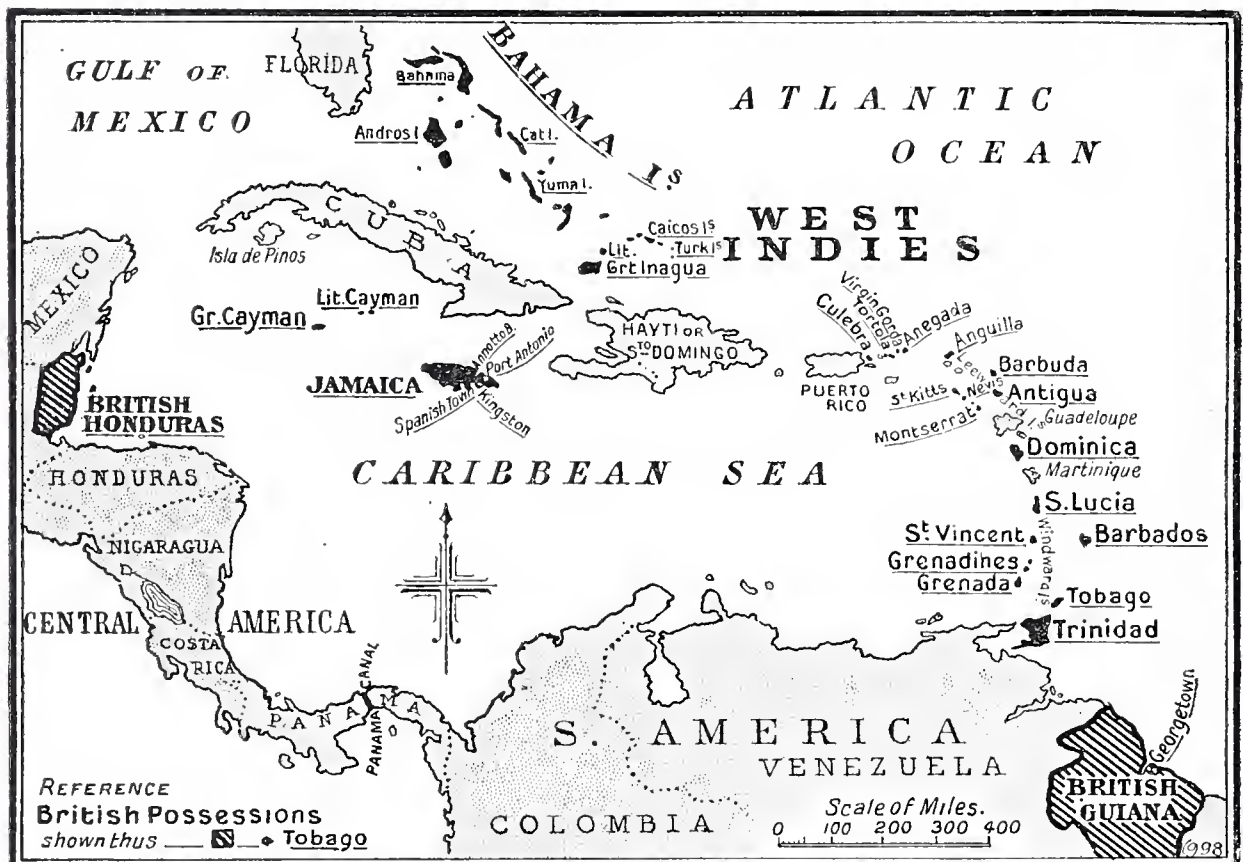 GULF OF
MEXICO
FLORIDA
Bahama
BAHAMA Is
Andros I.
Cat I.
Yuma I.
ATLANTIC
OCEAN
WEST
INDIES
CUBA
Isla de Pinos
Caicos Is
Turk Is
Lit.
Grt Inagua
MEXICO
Lit. Cayman
Gr. Cayman
HAYTI OR
STO DOMINGO
Culebra
Virgin Gorda
Tortola
Anegada
Anguilla
PUERTO
RICO
JAMAICA
Annotto B.
Port Antonio
Spanish Town
Kingston
St Kitts
Nevis
Leeward Is
Barbuda
Antigua
Montserrat
Guadeloupe
BRITISH
HONDURAS
Dominica
Martinique
CARIBBEAN SEA
HONDURAS
S. Lucia
St Vincent
Barbados
Grenadines
Grenada
Windward Is
Tobago
Trinidad
NICARAGUA
CENTRAL AMERICA
COSTA
RICA
PANAMA
PANAMA CANAL
S. AMERICA
VENEZUELA
COLOMBIA
Georgetown
BRITISH
GUIANA
REFERENCE
British Possessions
shown thus Tobago
Scale of Miles.
0 100 200 300 400
1998